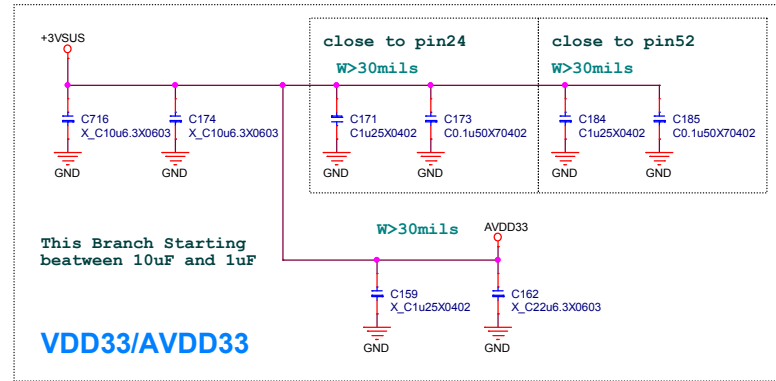 +3VSUS
close to pin24
close to pin52
W>30mils
W>30mils
C716
X_C10u6.3X0603
C174
X_C10u6.3X0603
C171
C1u25X0402
C173
C0.1u50X70402
C184
C1u25X0402
C185
C0.1u50X70402
GND
GND
GND
GND
GND
GND
This Branch Starting
beatween 10uF and 1uF
W>30mils
AVDD33
C159
X_C1u25X0402
C162
X_C22u6.3X0603
GND
GND
VDD33/AVDD33